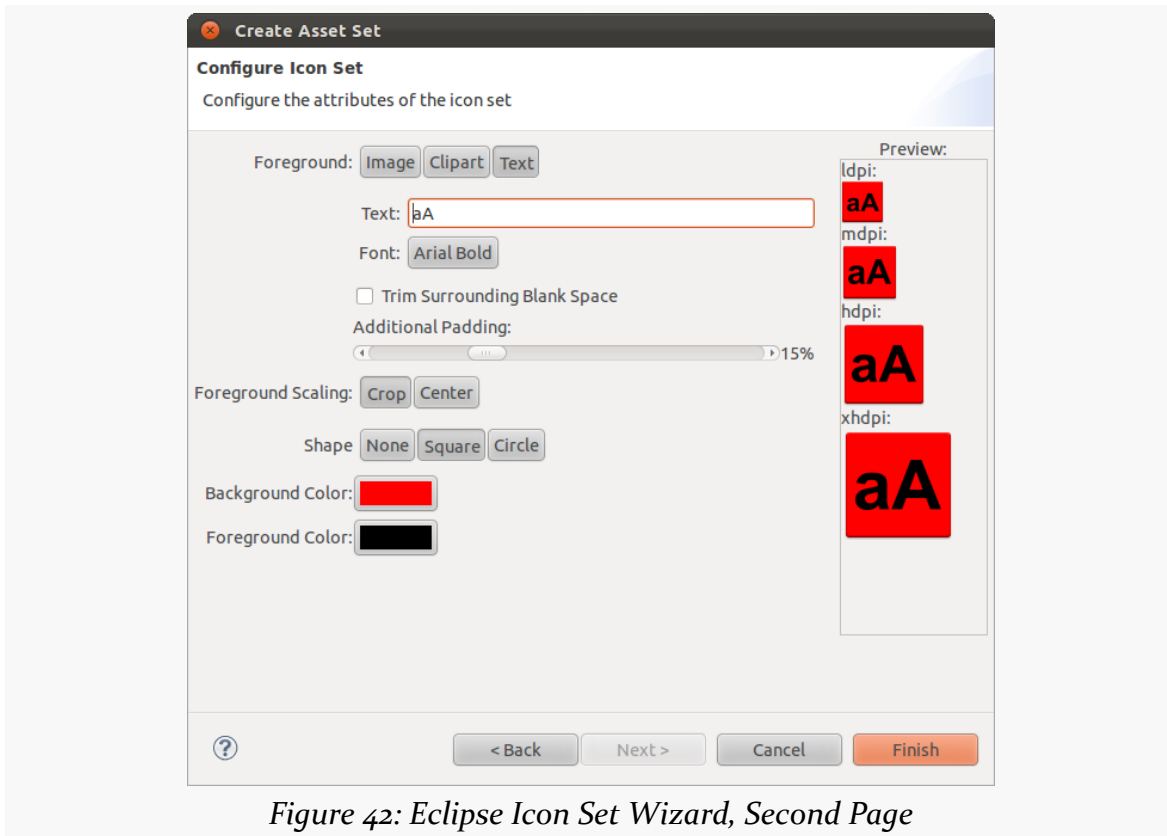 Create Asset Set
Configure Icon Set
Configure the attributes of the icon set
Foreground: Image Clipart Text
Text: aA
Font: Arial Bold
Trim Surrounding Blank Space
Additional Padding:
15%
Foreground Scaling: Crop Center
Shape None Square Circle
Background Color:
Foreground Color:
Preview:
ldpi:
aA
mdpi:
aA
hdpi:
aA
xhdpi:
aA
? < Back Next > Cancel Finish
Figure 42: Eclipse Icon Set Wizard, Second Page